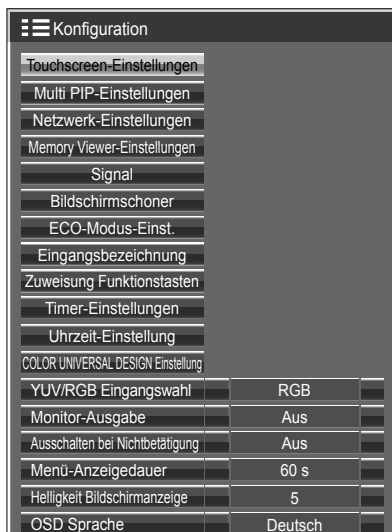 Konfiguration
Touchscreen-Einstellungen
Multi PIP-Einstellungen
Netzwerk-Einstellungen
Memory Viewer-Einstellungen
Signal
Bildschirmschoner
ECO-Modus-Einst.
Eingangsbezeichnung
Zuweisung Funktionstasten
Timer-Einstellungen
Uhrzeit-Einstellung
COLOR UNIVERSAL DESIGN Einstellung
YUV/RGB Eingangswahl RGB
Monitor-Ausgabe Aus
Ausschalten bei Nichtbetätigung Aus
Menü-Anzeigedauer 60 s
Helligkeit Bildschirmanzeige 5
OSD Sprache Deutsch